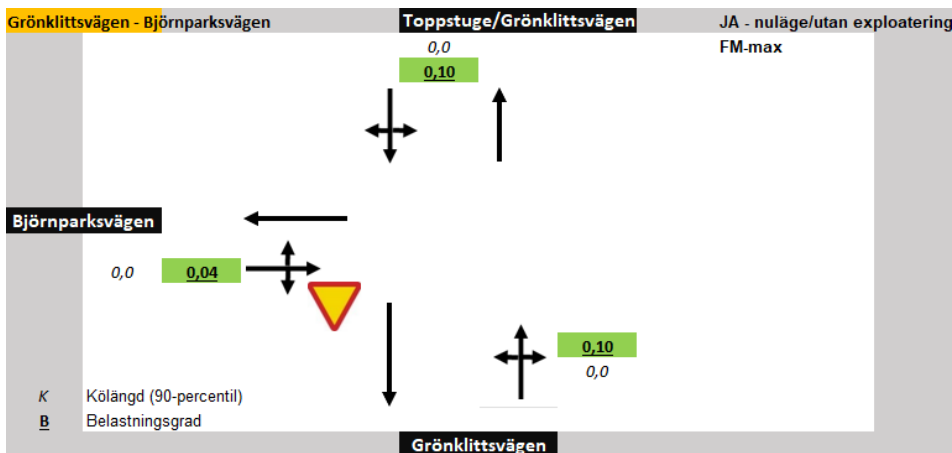 Grönklittsvägen - Björnparksvägen
Toppstuge/Grönklittsvägen
JA - nuläge/utan exploatering
FM-max
0,0
0,10
Björnparksvägen
0,0 0,04
0,10
0,0
K Kölängd (90-percentil)
B Belastningsgrad
Grönklittsvägen